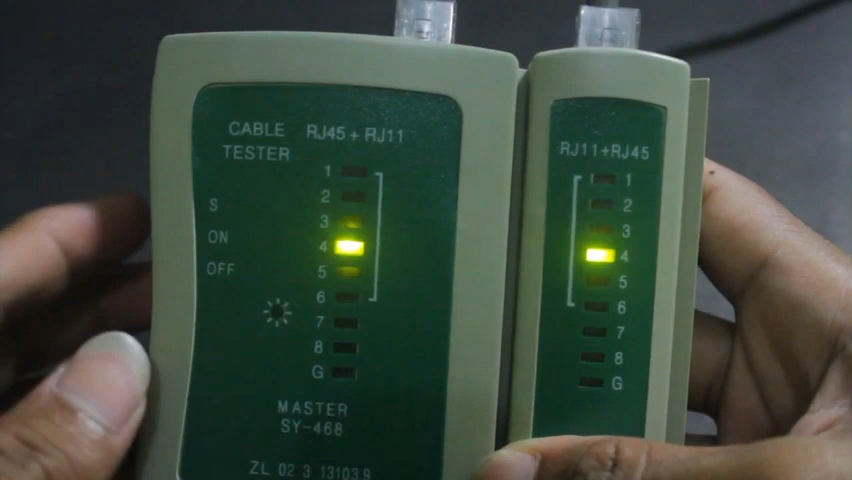 CABLE TESTER
RJ45 + RJ11
1
2
3
4
5
6
7
8
G
S
ON
OFF
MASTER
SY-468
ZL 02 3 13103.9
RJ11+RJ45
1
2
3
4
5
6
7
8
G